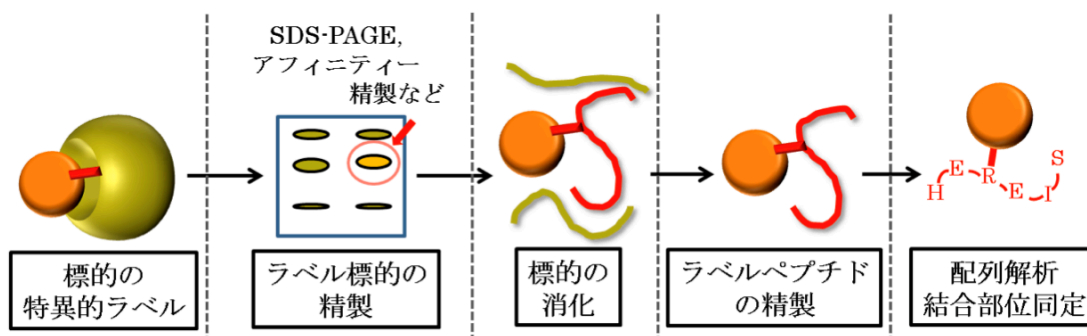 SDS-PAGE,
アフィニティー
精製など
H
E
R
E
I
S
標的の
特異的ラベル
ラベル標的の
精製
標的の
消化
ラベルペプチド
の精製
配列解析
結合部位同定